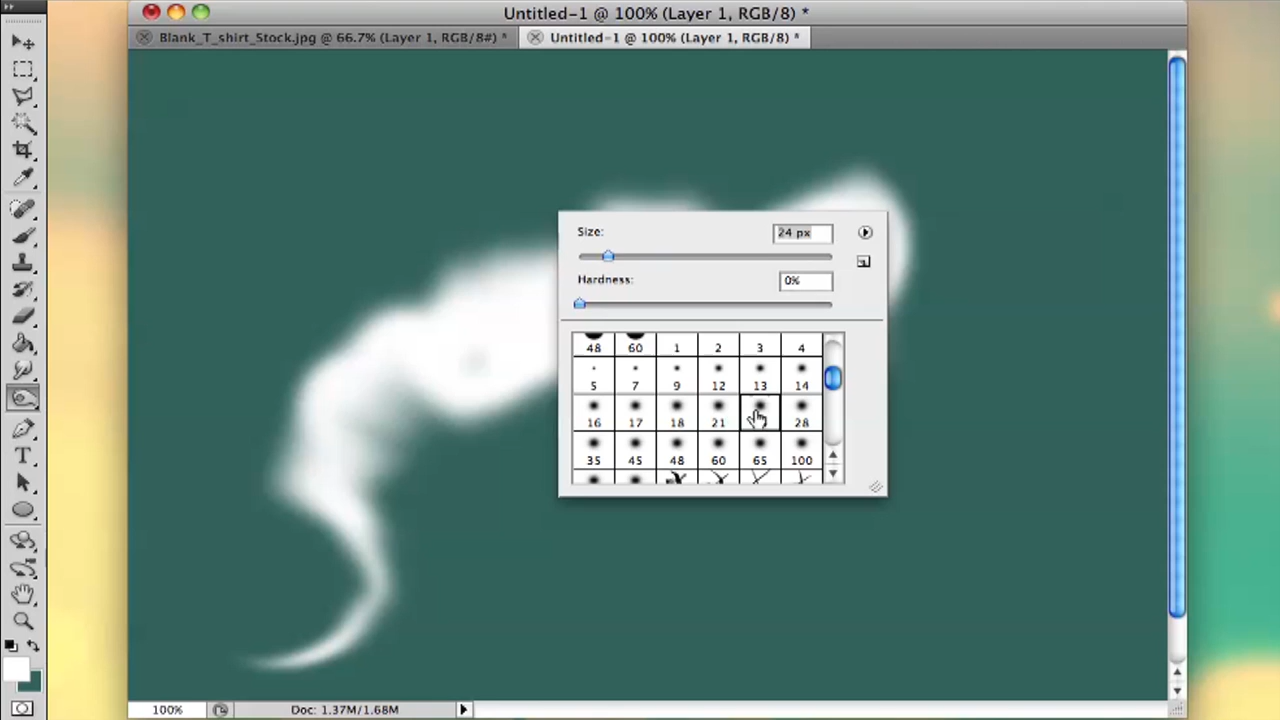 Untitled-1 @ 100% (Layer 1, RGB/8) *
Blank_T_shirt_Stock.jpg @ 66.7% (Layer 1, RGB/8#) *
Untitled-1 @ 100% (Layer 1, RGB/8) *
Size:
24 px
Hardness:
0%
48 60 1 2 3 4
5 7 9 12 13 14
16 17 18 21 28
35 45 48 60 65 100
T
100%
Doc: 1.37M/1.68M